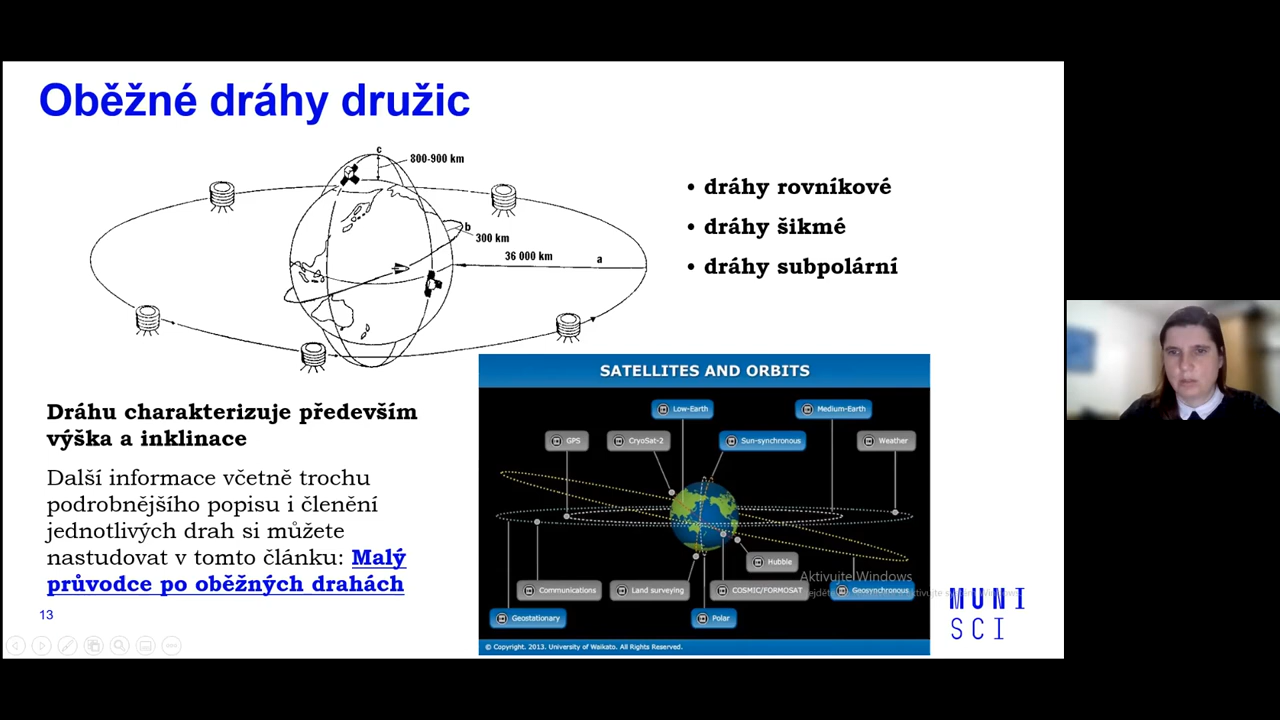 Oběžné dráhy družic
c
800-900 km
b
300 km
36 000 km
a
• dráhy rovníkové
• dráhy šikmé
• dráhy subpolární
Dráhu charakterizuje především
výška a inklinace
Další informace včetně trochu
podrobnějšího popisu i členění
jednotlivých drah si můžete
nastudovat v tomto článku: Malý
průvodce po oběžných drahách
13
SATELLITES AND ORBITS
Low-Earth
Medium-Earth
GPS
CryoSat-2
Sun-synchronous
Weather
Hubble
Communications
Land surveying
COSMIC/FORMOSAT
Geosynchronous
Geostationary
Polar
© Copyright. 2013. University of Waikato. All Rights Reserved.
Aktivujte Windows
MUNI
SCI